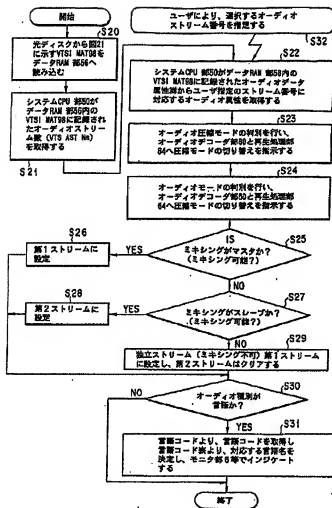 開始
S20
光ディスクから図21
に示すVTSI MAT98を
データRAM 部56へ
読み込む
システムCPU 部50が
データRAM 部56内の
VTSI MAT98に記録され
たオーディオストリー
ム数 (VTS AST Ns)
を取得する
S21
ユーザにより、選択するオーディオ
ストリーム番号を指定する
S32
S22
システムCPU 部50がデータRAM 部56内の
VTSI MAT98に記録されたオーディオデータ
属性群からユーザ指定のストリーム番号に
対応するオーディオ属性を取得する
S23
オーディオ圧縮モードの判別を行い、
オーディオデコーダ部60と再生処理部
64へ圧縮モードの切り替えを指示する
S24
オーディオモードの判別を行い、
オーディオデコーダ部60と再生処理部
64へ圧縮モードの切り替えを指示する
S25
IS
ミキシングがマスタか?
(ミキシング可能?)
YES
S26
第1ストリームに
設定
NO
S27
ミキシングがスレーブか?
(ミキシング可能?)
YES
S28
第2ストリームに
設定
NO
S29
独立ストリーム (ミキシング不可) 第1ストリーム
に設定し、第2ストリームはクリアする
S30
オーディオ種別が
言語か?
NO
YES
S31
言語コードより、言語コードを取得し
言語コード表より、対応する言語名を
決定し、モニタ部6等でインジケート
する
終了